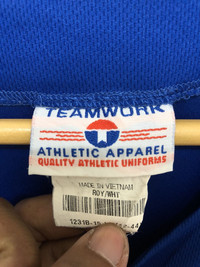 TEAMWORK
ATHLETIC APPAREL
QUALITY ATHLETIC UNIFORMS
MADE IN VIETNAM
ROY/WHT